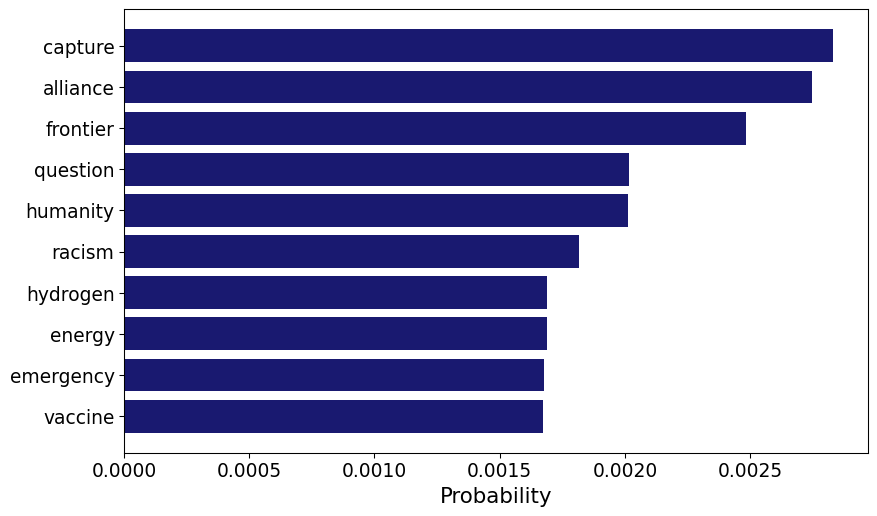 capture
alliance
frontier
question
humanity
racism
hydrogen
energy
emergency
vaccine
0.0000 0.0005 0.0010 0.0015 0.0020 0.0025
Probability